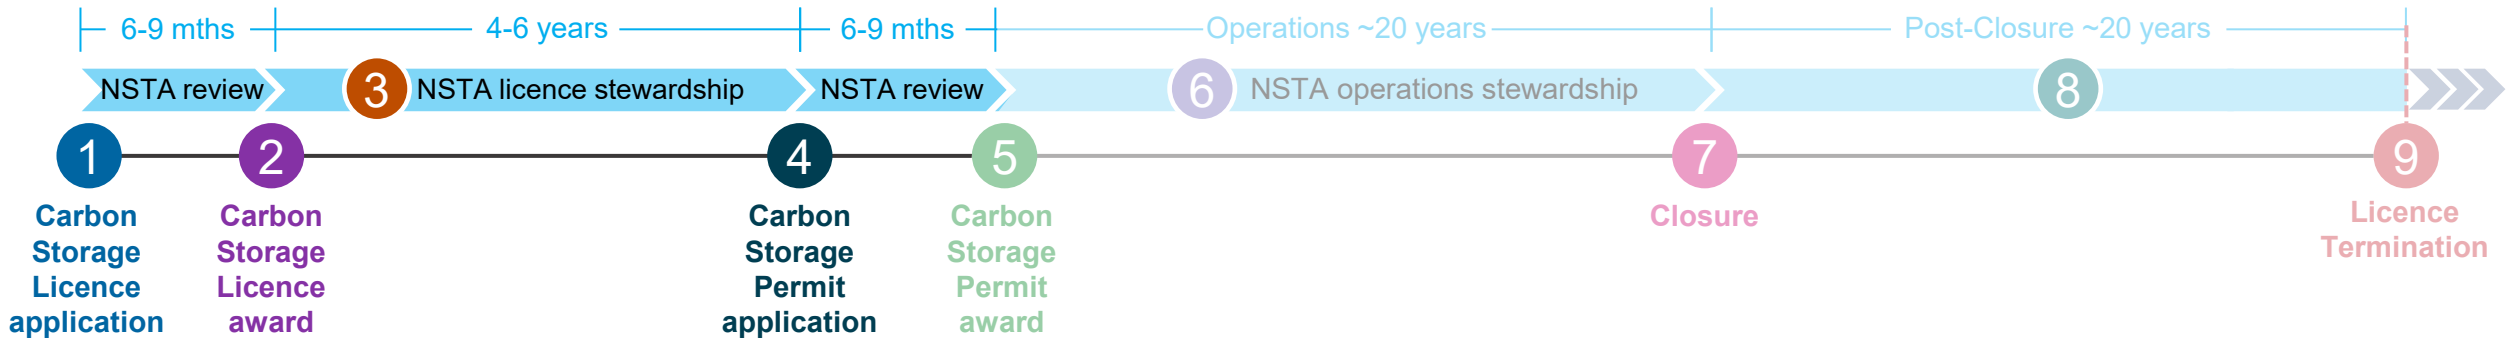 6-9 mths
4-6 years
6-9 mths
Operations ~20 years
Post-Closure ~20 years
NSTA review
3
NSTA licence stewardship
NSTA review
6
NSTA operations stewardship
8
1
2
4
5
7
9
Carbon
Storage
Licence
application
Carbon
Storage
Licence
award
Carbon
Storage
Permit
application
Carbon
Storage
Permit
award
Closure
Licence
Termination